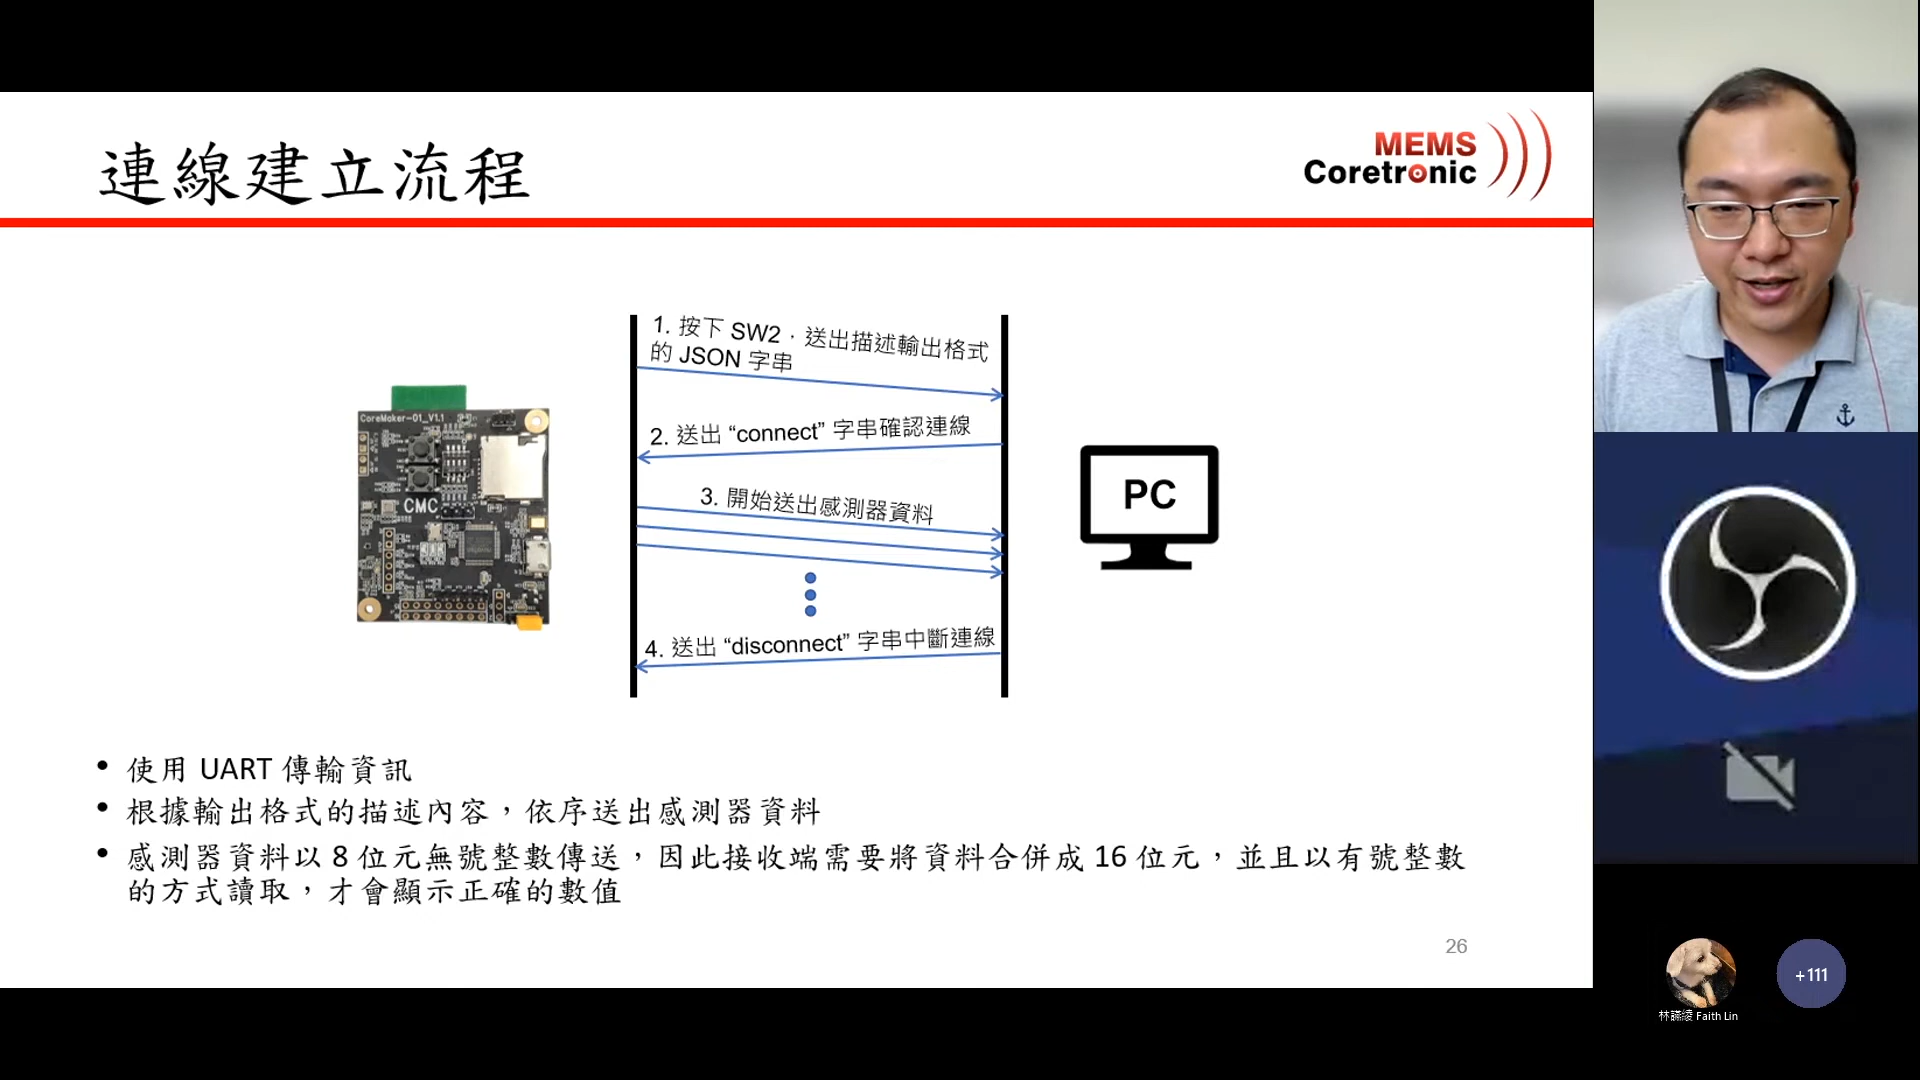 連線建立流程
MEMS
Coretronic
1. 按下 SW2，送出描述輸出格式
的 JSON 字串
2. 送出 “connect” 字串確認連線
3. 開始送出感測器資料
4. 送出 “disconnect” 字串中斷連線
CoreMaker-01_V1.1
CMC
PC
• 使用 UART 傳輸資訊
• 根據輸出格式的描述內容，依序送出感測器資料
• 感測器資料以 8 位元無號整數傳送，因此接收端需要將資料合併成 16 位元，並且以有號整數
的方式讀取，才會顯示正確的數值
26
+111
Faith Lin